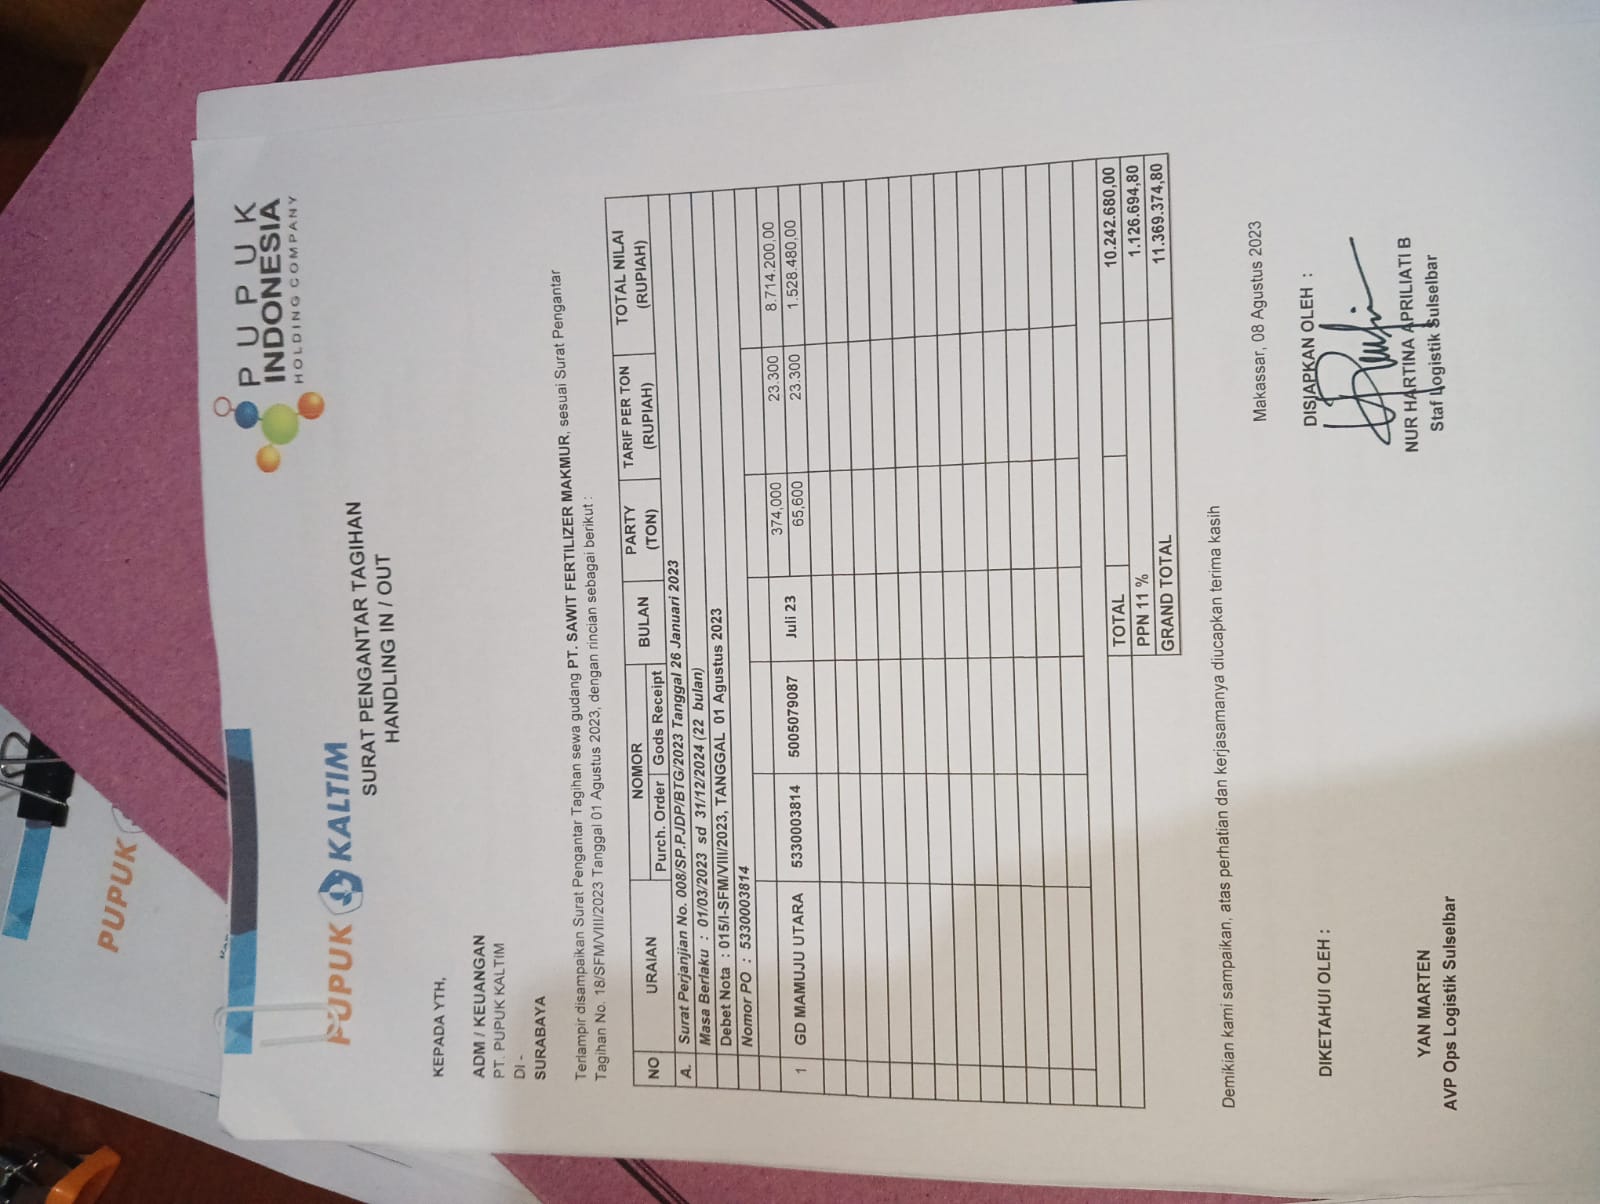 PUPUK KALTIM
PUPUK
INDONESIA
HOLDING COMPANY
SURAT PENGANTAR TAGIHAN
HANDLING IN / OUT
KEPADA YTH,
ADM / KEUANGAN
PT. PUPUK KALTIM
DI -
SURABAYA
Terlampir disampaikan Surat Pengantar Tagihan sewa gudang PT. SAWIT FERTILIZER MAKMUR, sesuai Surat Pengantar
Tagihan No. 18/SFM/VIII/2023 Tanggal 01 Agustus 2023, dengan rincian sebagai berikut :
NO URAIAN NOMOR BULAN PARTY (TON) TARIF PER TON (RUPIAH) TOTAL NILAI (RUPIAH)
Purch. Order Gods Receipt
A. Surat Perjanjian No. 008/SP.PJDP/BTG/2023 Tanggal 26 Januari 2023
Masa Berlaku : 01/03/2023 sd 31/12/2024 (22 bulan)
Debet Nota : 015/I-SFM/VIII/2023, TANGGAL 01 Agustus 2023
Nomor PO : 5330003814
374,000 23.300 8.714.200,00
1 GD MAMUJU UTARA 5330003814 5005079087 Juli 23 65,600 23.300 1.528.480,00
TOTAL 10.242.680,00
PPN 11 % 1.126.694,80
GRAND TOTAL 11.369.374,80
Demikian kami sampaikan, atas perhatian dan kerjasamanya diucapkan terima kasih
Makassar, 08 Agustus 2023
DIKETAHUI OLEH :
DISIAPKAN OLEH :
YAN MARTEN
AVP Ops Logistik Sulselbar
NUR HARTINA APRILIATI B
Staf Logistik Sulselbar
PUPUK